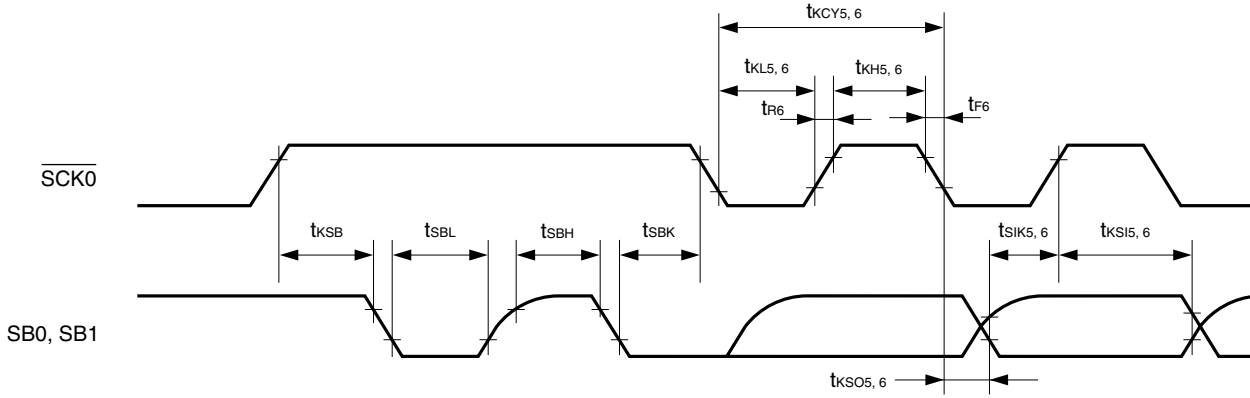 tKCY5, 6
tKL5, 6
tKH5, 6
tR6
tF6
SCK0
tKSB
tSBL
tSBH
tSBK
tSIK5, 6
tKSI5, 6
SB0, SB1
tKSO5, 6